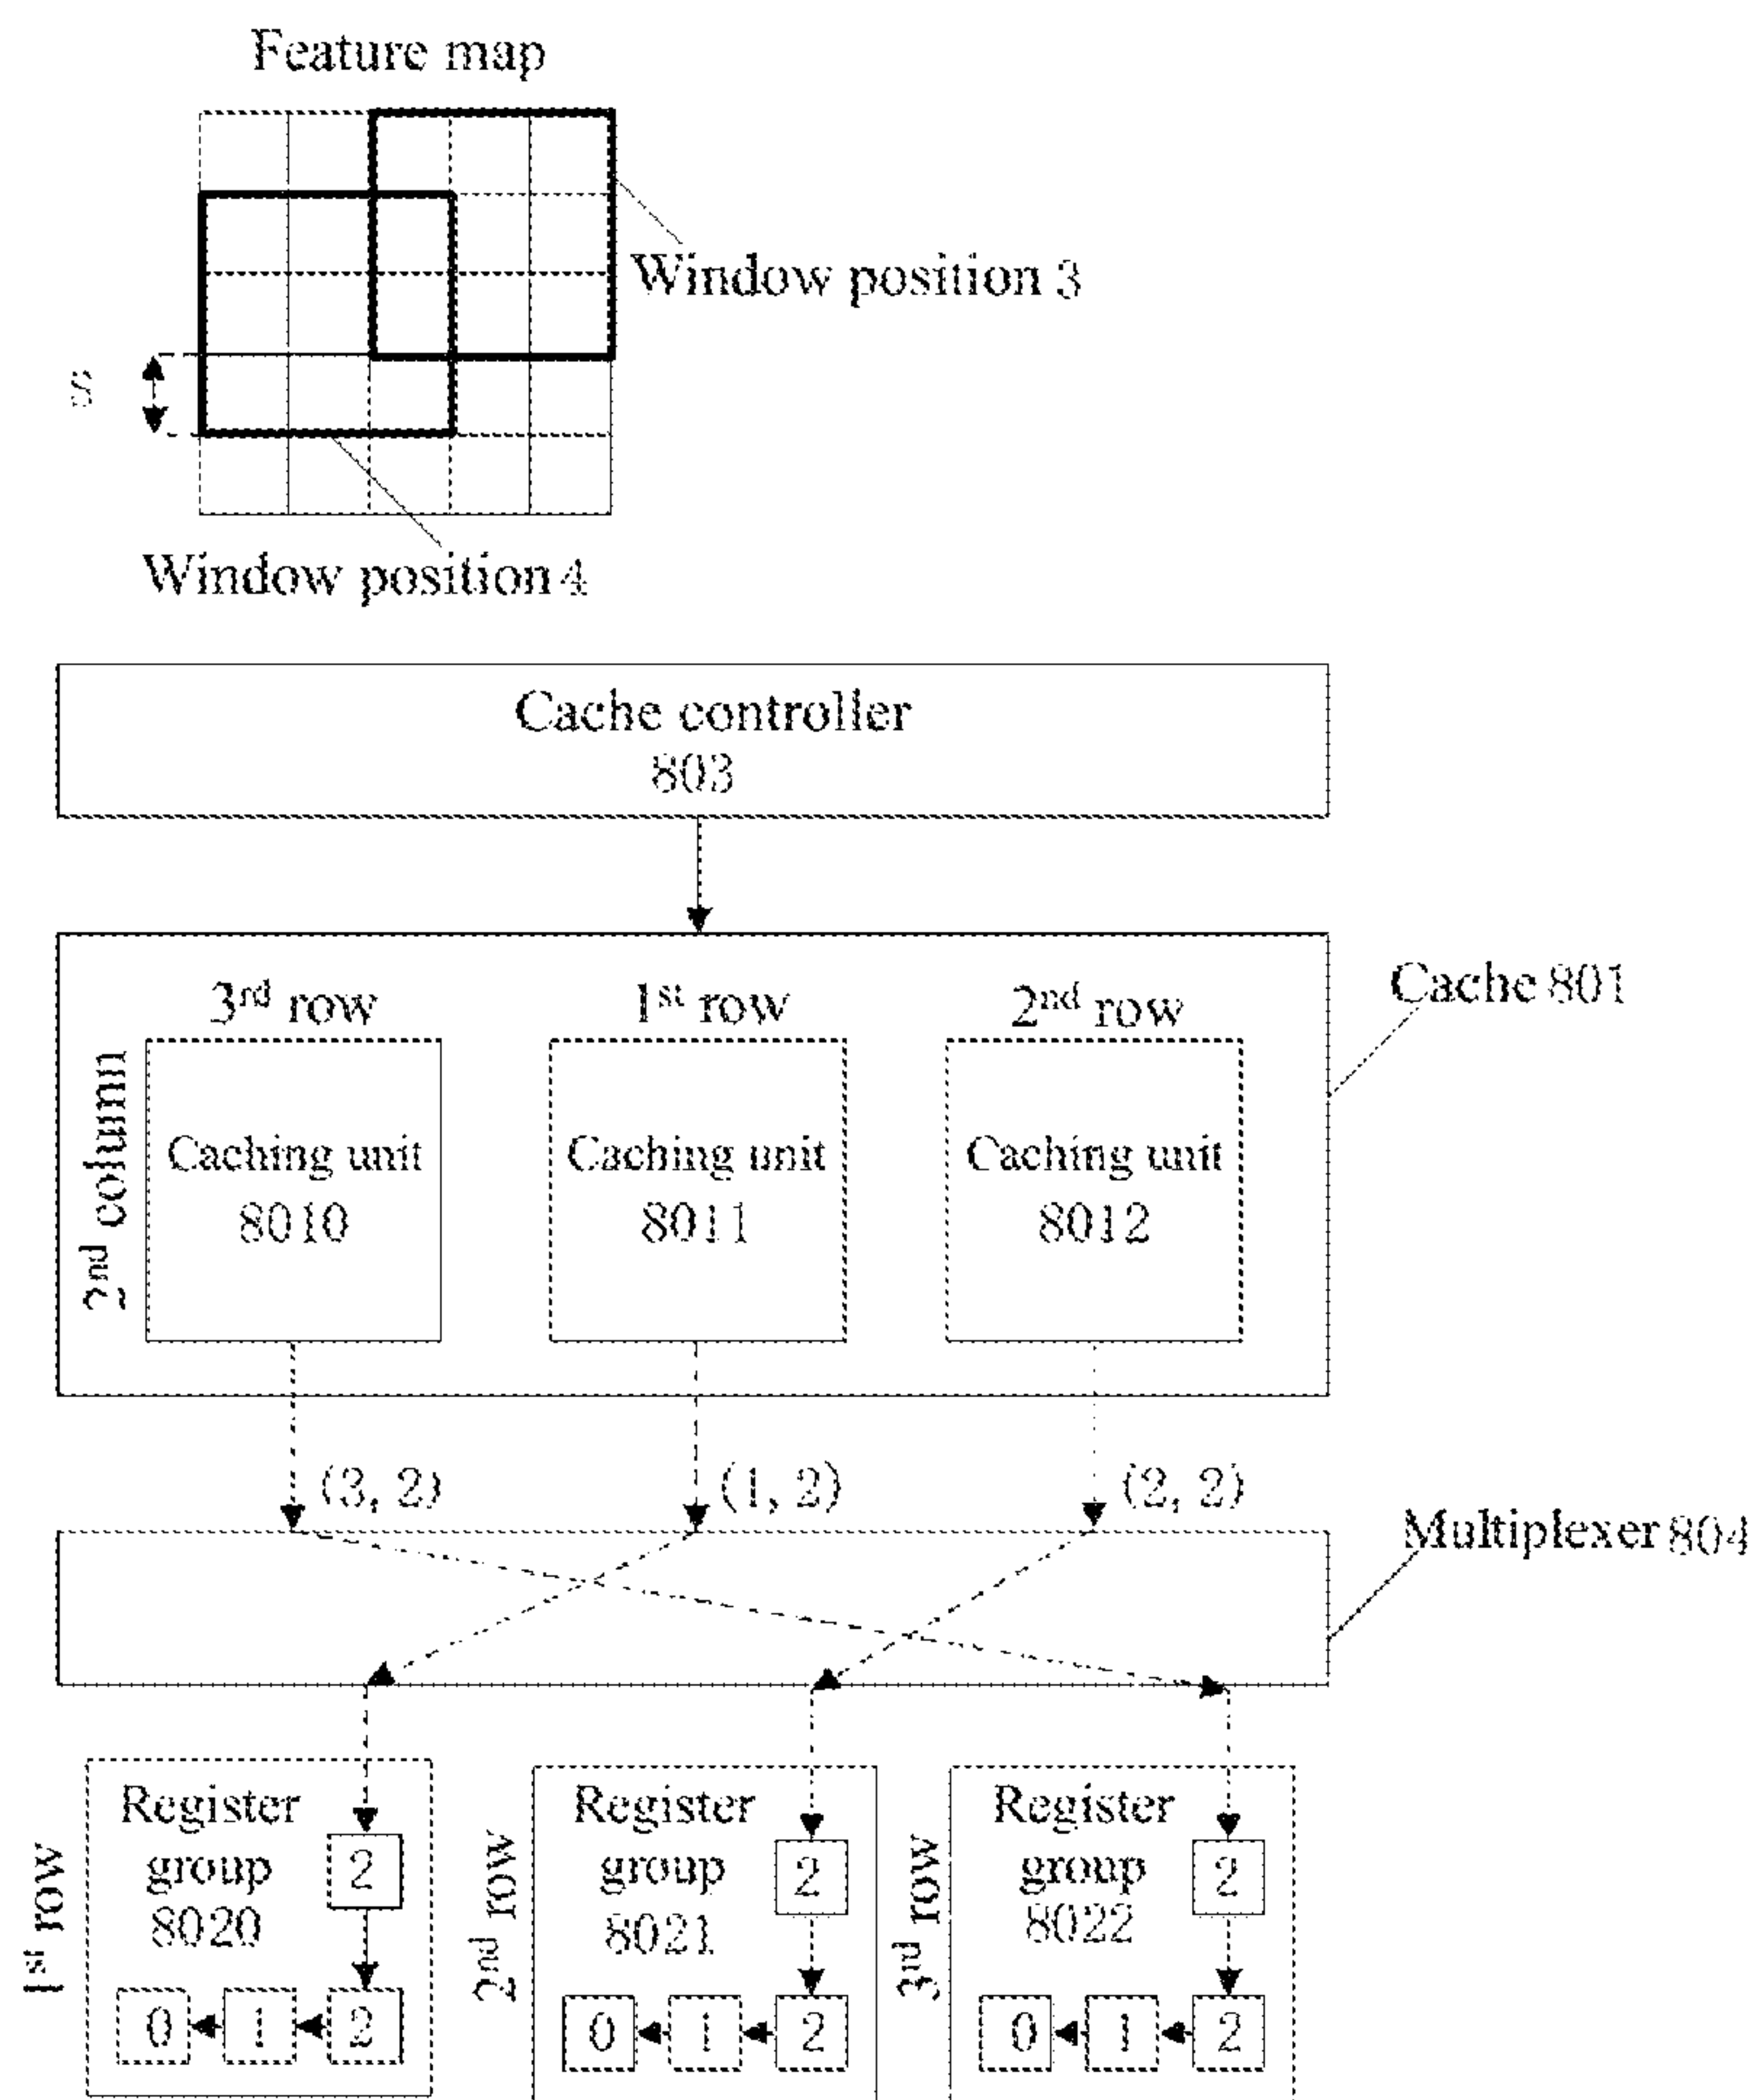 Feature map
Window position 3
S
Window position 4
Cache controller
803
Cache 801
3rd row
1st row
2nd row
2nd column
Caching unit
8010
Caching unit
8011
Caching unit
8012
(3, 2)
(1, 2)
(2, 2)
Multiplexer 804
1st row
Register
group
8020
2
0
1
2
2nd row
Register
group
8021
2
0
1
2
3rd row
Register
group
8022
2
0
1
2